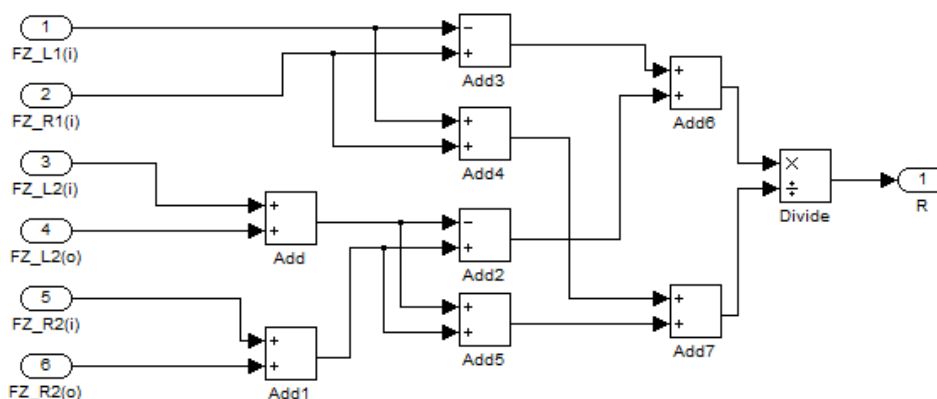 1
FZ_L1(i)
2
FZ_R1(i)
3
FZ_L2(i)
4
FZ_L2(o)
5
FZ_R2(i)
6
FZ_R2(o)
+
+
Add
+
+
Add1
−
+
Add3
+
+
Add4
−
+
Add2
+
+
Add5
+
+
Add6
+
+
Add7
×
÷
Divide
1
R